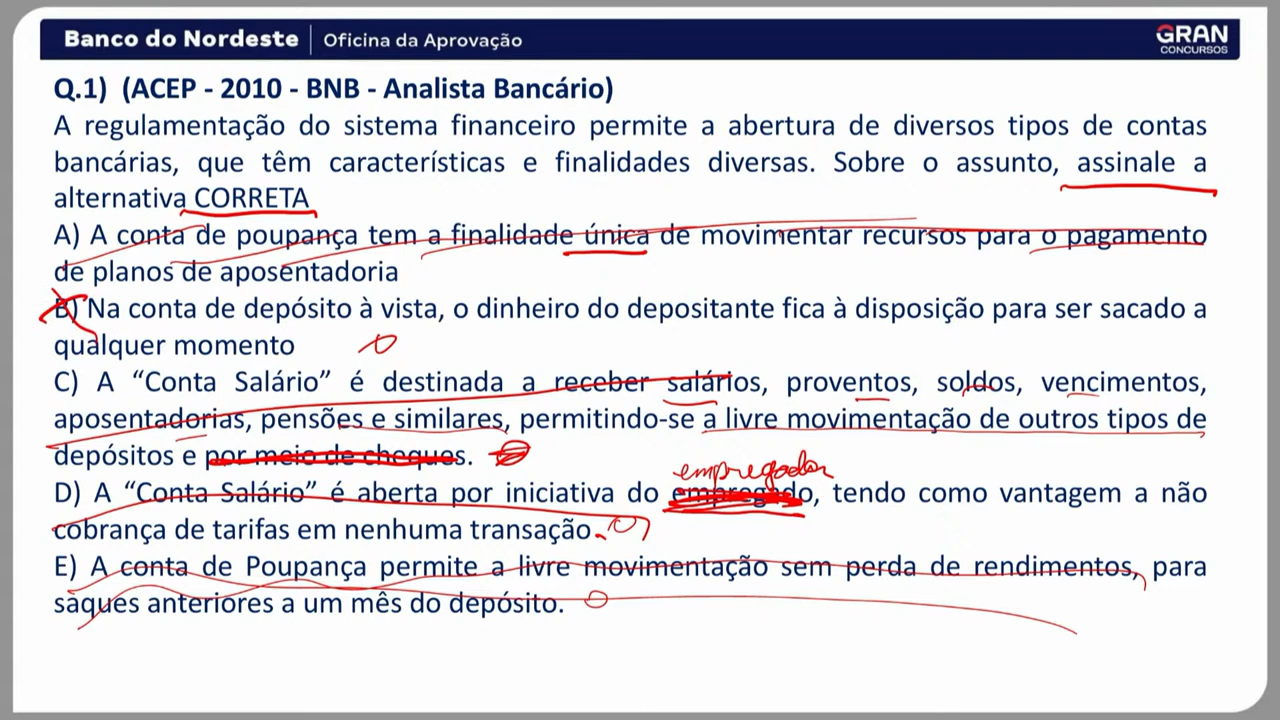 Banco do Nordeste | Oficina da Aprovação
GRAN
CONCURSOS
Q.1) (ACEP - 2010 - BNB - Analista Bancário)
A regulamentação do sistema financeiro permite a abertura de diversos tipos de contas
bancárias, que têm características e finalidades diversas. Sobre o assunto, assinale a
alternativa CORRETA
A) A conta de poupança tem a finalidade única de movimentar recursos para o pagamento
de planos de aposentadoria
B) Na conta de depósito à vista, o dinheiro do depositante fica à disposição para ser sacado a
qualquer momento
C) A “Conta Salário” é destinada a receber salários, proventos, soldos, vencimentos,
aposentadorias, pensões e similares, permitindo-se a livre movimentação de outros tipos de
depósitos e por meio de cheques.
empregador
D) A “Conta Salário” é aberta por iniciativa do empregado, tendo como vantagem a não
cobrança de tarifas em nenhuma transação.
E) A conta de Poupança permite a livre movimentação sem perda de rendimentos, para
saques anteriores a um mês do depósito.